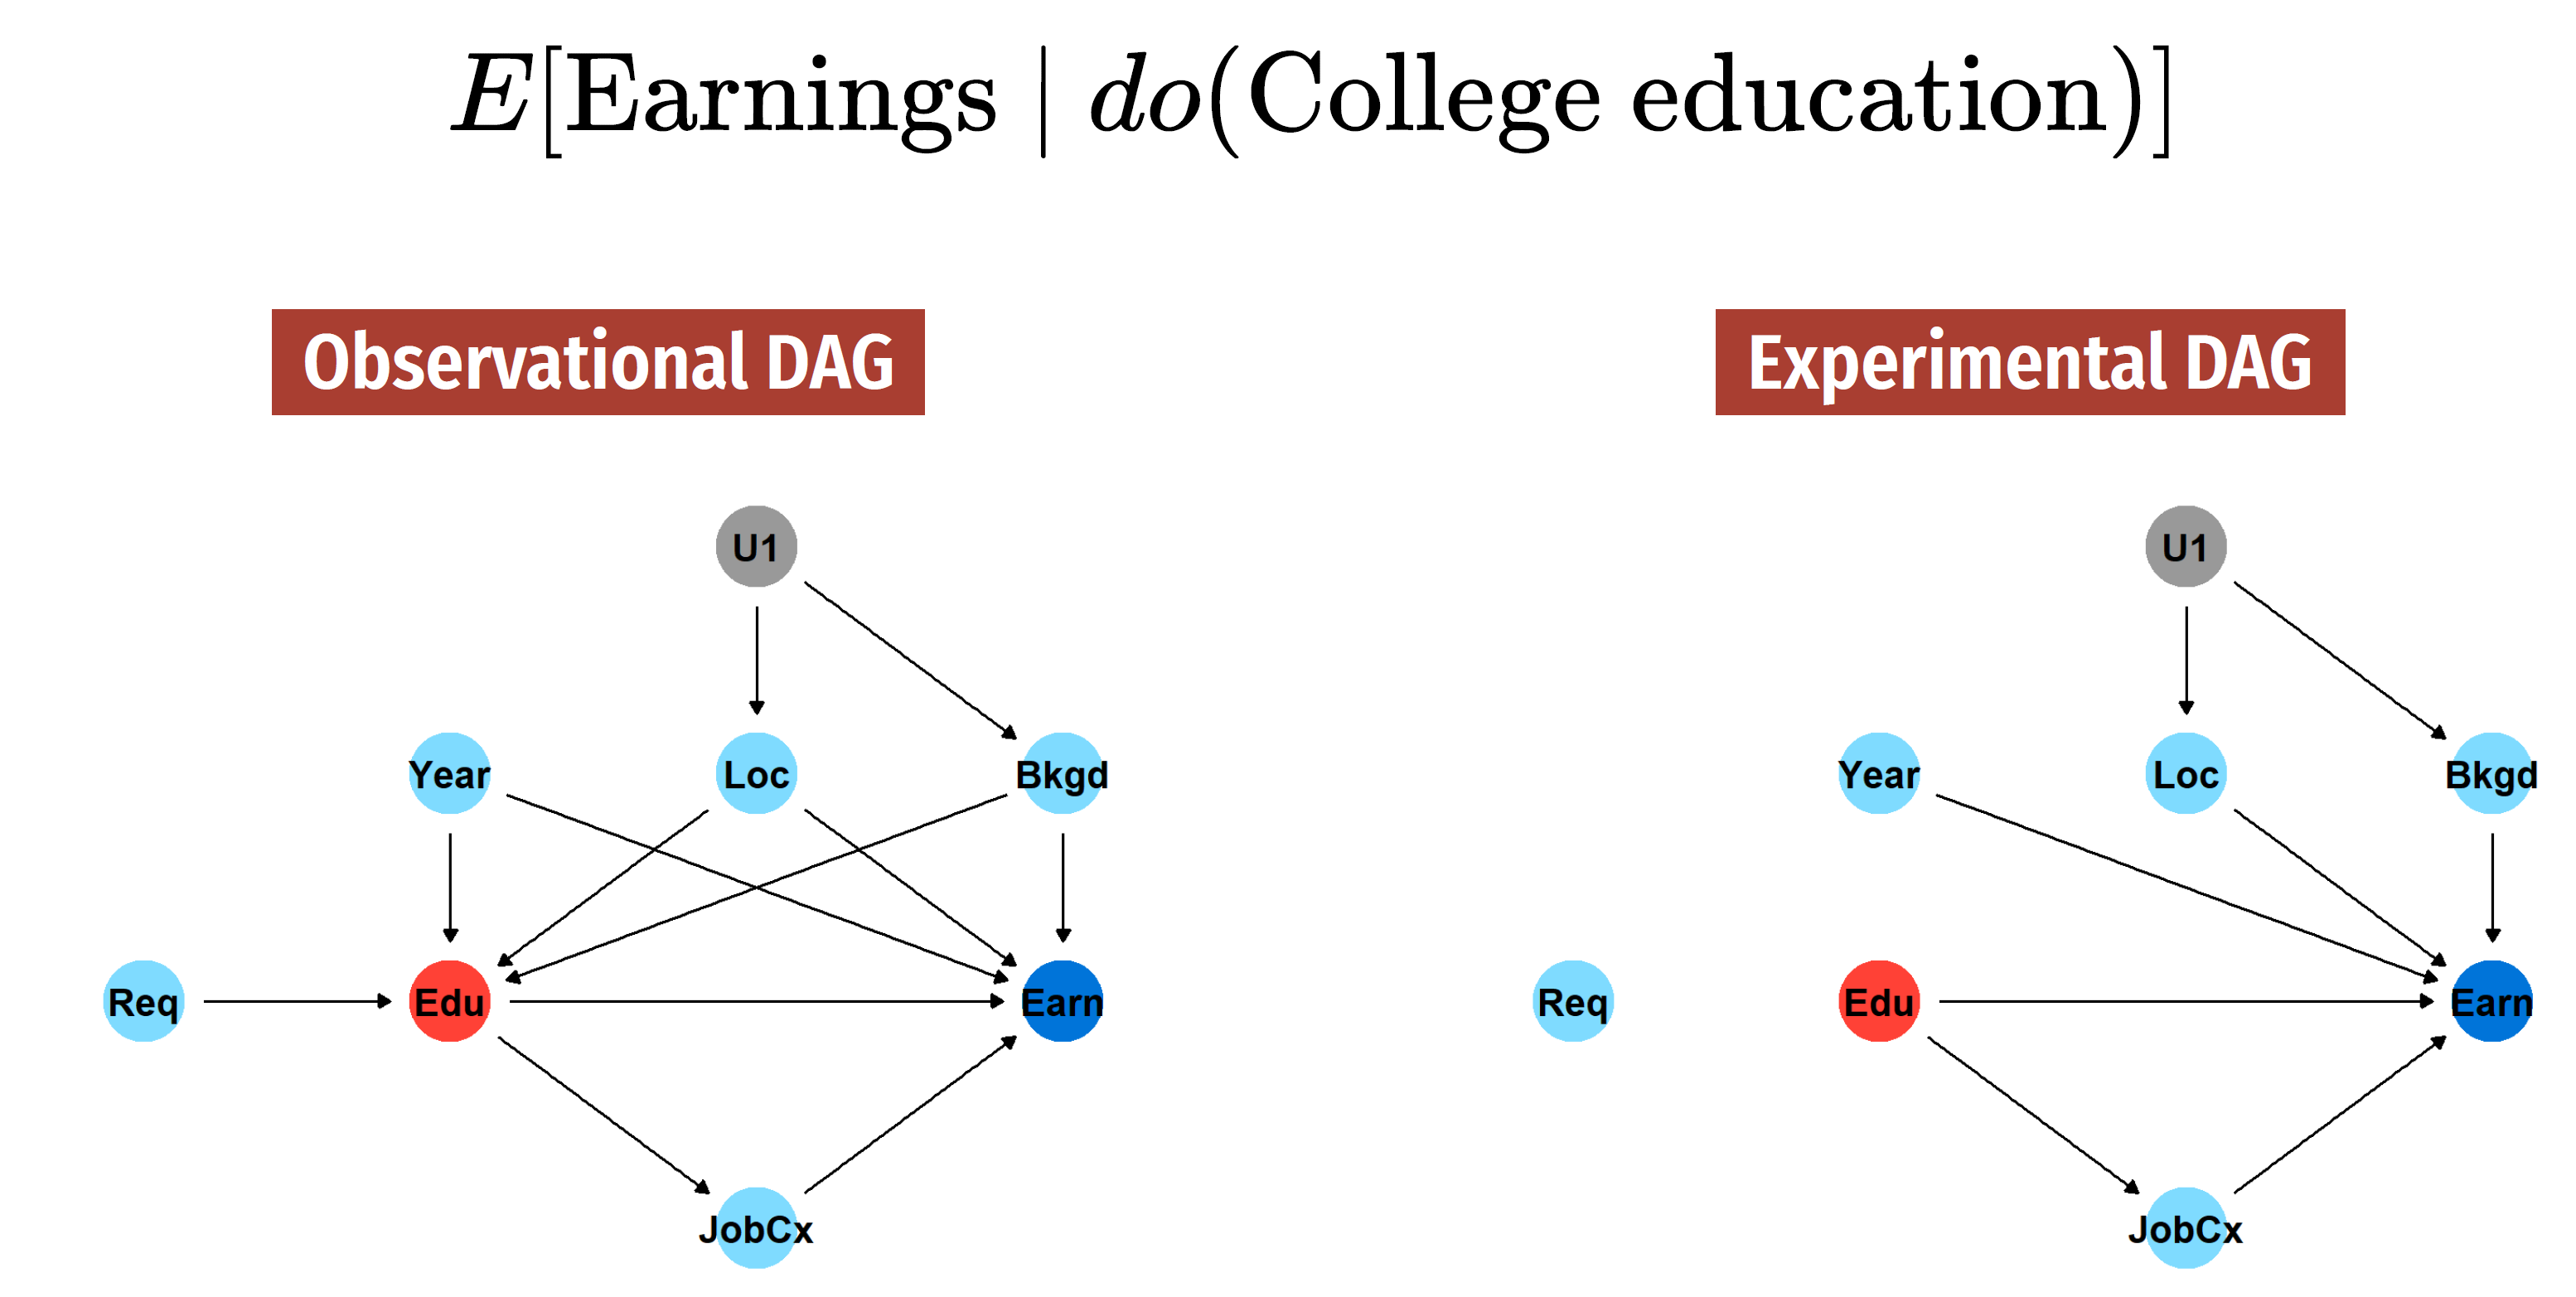 E[Earnings | do(College education)]
Observational DAG
Experimental DAG
U1
Year
Loc
Bkgd
Req
Edu
Earn
JobCx
U1
Year
Loc
Bkgd
Req
Edu
Earn
JobCx